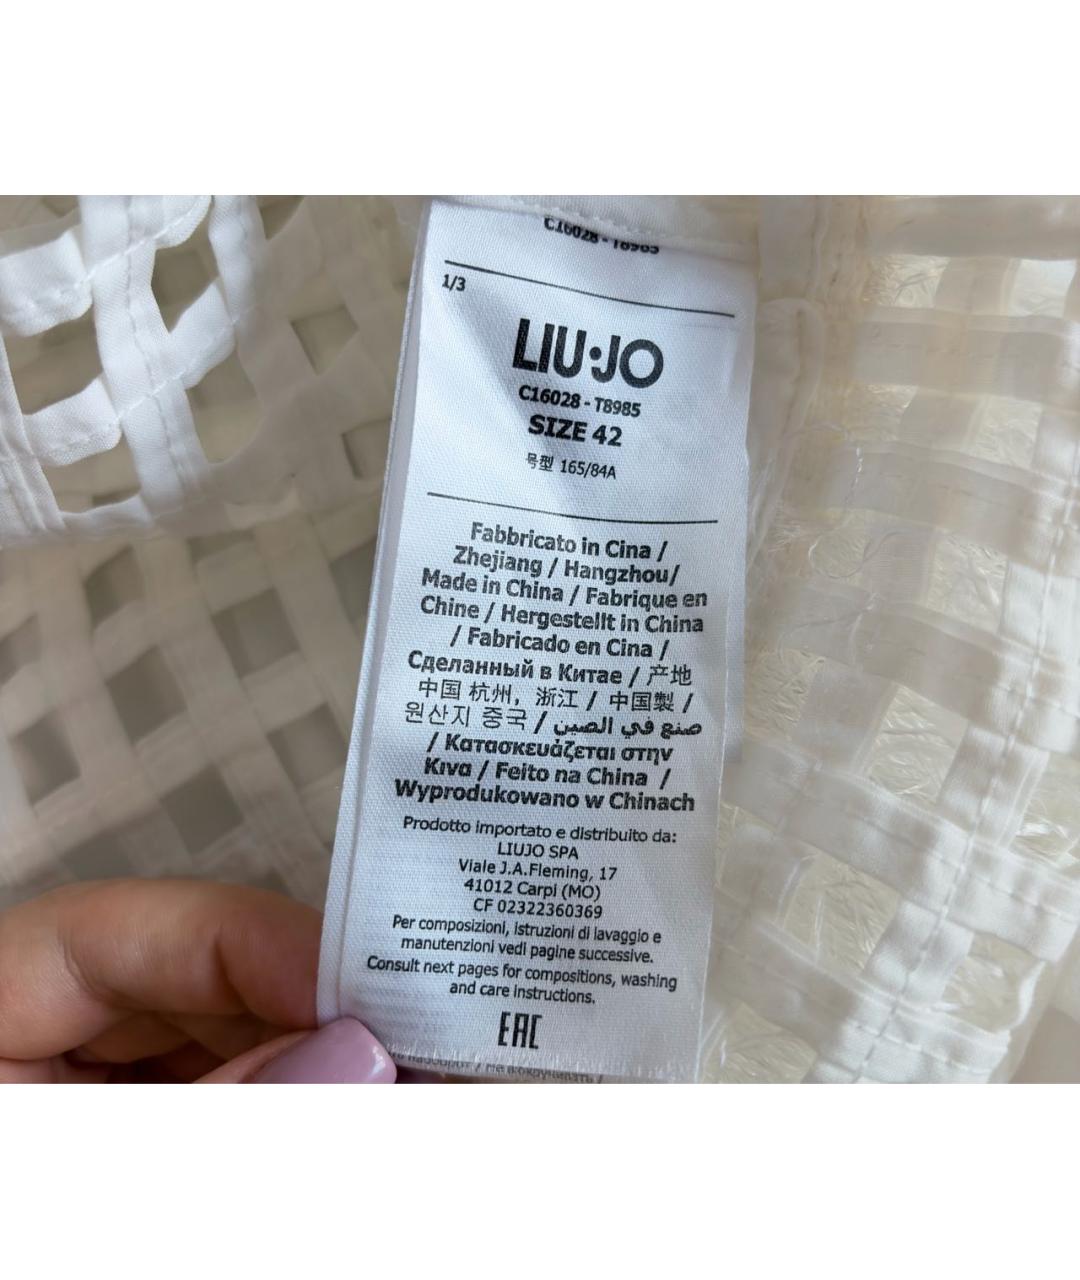 C16028 - T8985
1/3
LIU·JO
C16028 - T8985
SIZE 42
号型 165/84A
Fabbricato in Cina /
Zhejiang / Hangzhou/
Made in China / Fabrique en
Chine / Hergestellt in China
/ Fabricado en Cina /
Сделанный в Китае / 产地
中国 杭州，浙江 / 中国製 /
원산지 중국 / صنع في الصين
/ Κατασκευάζεται στην
Κινα / Feito na China /
Wyprodukowano w Chinach
Prodotto importato e distribuito da:
LIUJO SPA
Viale J.A.Fleming, 17
41012 Carpi (MO)
CF 02322360369
Per composizioni, istruzioni di lavaggio e
manutenzioni vedi pagine successive.
Consult next pages for compositions, washing
and care instructions.
EAC